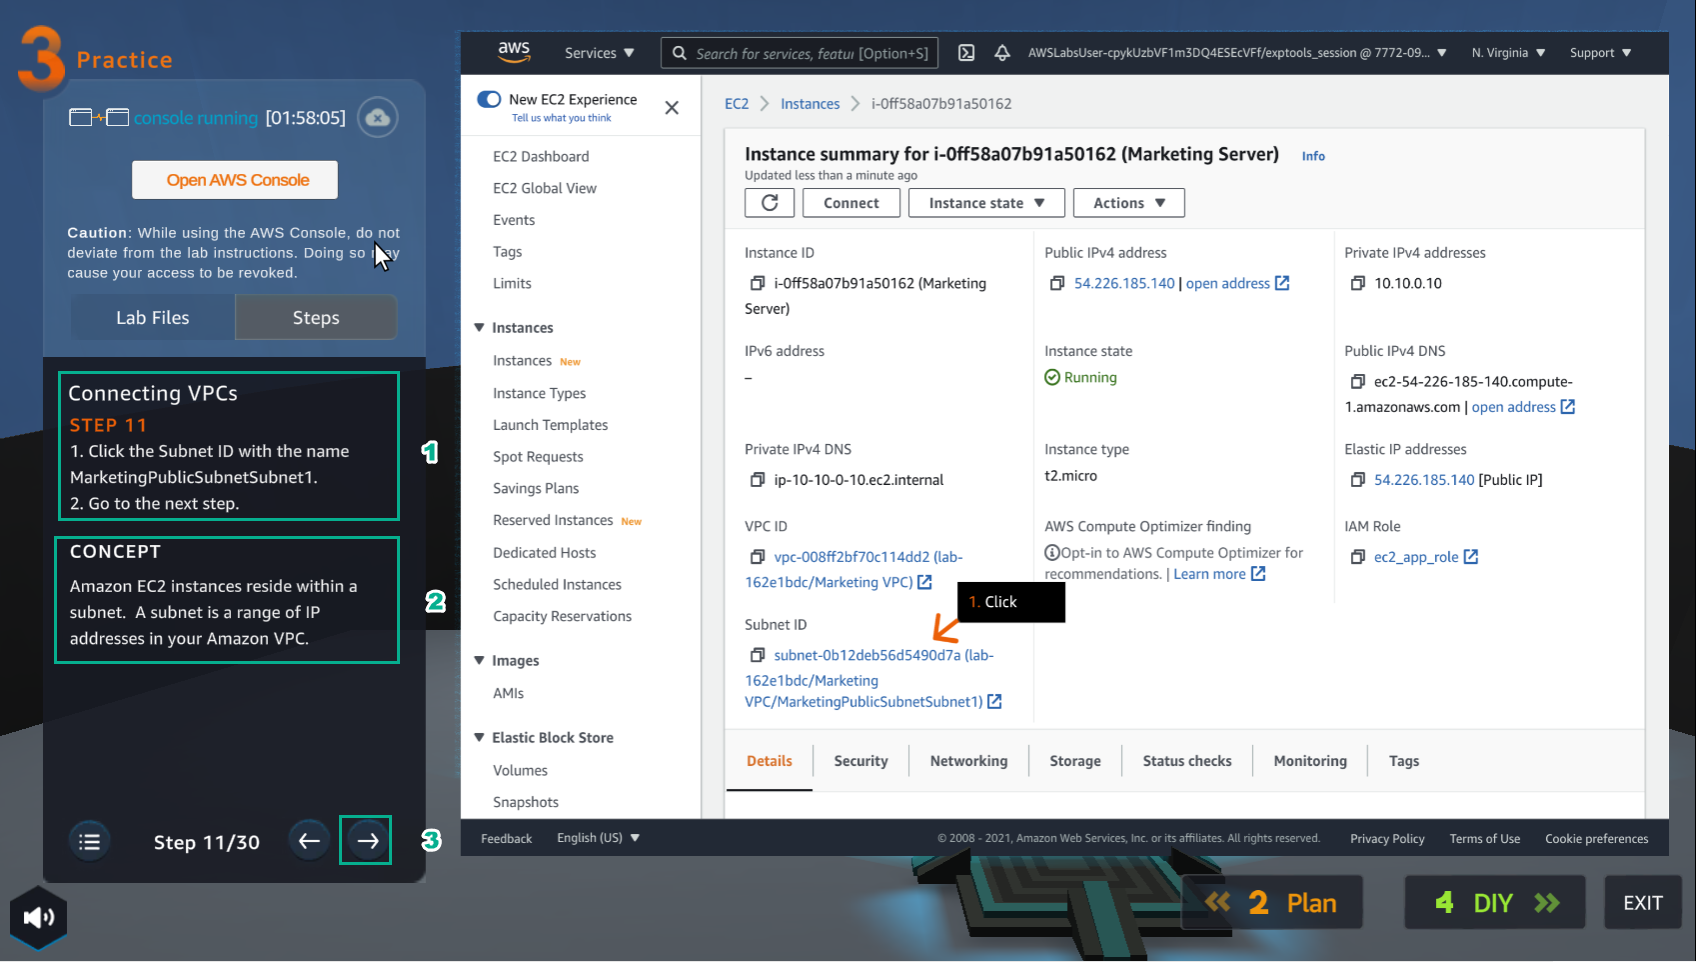 3 Practice
console running [01:58:05]
Open AWS Console
Caution: While using the AWS Console, do not
deviate from the lab instructions. Doing so may
cause your access to be revoked.
Lab Files
Steps
Connecting VPCs
STEP 11
1. Click the Subnet ID with the name
MarketingPublicSubnetSubnet1.
2. Go to the next step.
1
CONCEPT
Amazon EC2 instances reside within a
subnet. A subnet is a range of IP
addresses in your Amazon VPC.
2
Step 11/30
3
aws
Services
Search for services, featur [Option+S]
AWSLabsUser-cpykUzbVF1m3DQ4ESEcVFf/exptools_session @ 7772-09...
N. Virginia
Support
New EC2 Experience
Tell us what you think
EC2 Dashboard
EC2 Global View
Events
Tags
Limits
Instances
Instances New
Instance Types
Launch Templates
Spot Requests
Savings Plans
Reserved Instances New
Dedicated Hosts
Scheduled Instances
Capacity Reservations
Images
AMIs
Elastic Block Store
Volumes
Snapshots
EC2 > Instances > i-0ff58a07b91a50162
Instance summary for i-0ff58a07b91a50162 (Marketing Server) Info
Updated less than a minute ago
Connect
Instance state
Actions
Instance ID
i-0ff58a07b91a50162 (Marketing
Server)
Public IPv4 address
54.226.185.140 | open address
Private IPv4 addresses
10.10.0.10
IPv6 address
–
Instance state
Running
Public IPv4 DNS
ec2-54-226-185-140.compute-
1.amazonaws.com | open address
Private IPv4 DNS
ip-10-10-0-10.ec2.internal
Instance type
t2.micro
Elastic IP addresses
54.226.185.140 [Public IP]
VPC ID
vpc-008ff2bf70c114dd2 (lab-
162e1bdc/Marketing VPC)
AWS Compute Optimizer finding
Opt-in to AWS Compute Optimizer for
recommendations. | Learn more
IAM Role
ec2_app_role
1. Click
Subnet ID
subnet-0b12deb56d5490d7a (lab-
162e1bdc/Marketing
VPC/MarketingPublicSubnetSubnet1)
Details
Security
Networking
Storage
Status checks
Monitoring
Tags
Feedback
English (US)
© 2008 - 2021, Amazon Web Services, Inc. or its affiliates. All rights reserved.
Privacy Policy
Terms of Use
Cookie preferences
2 Plan
4 DIY
EXIT